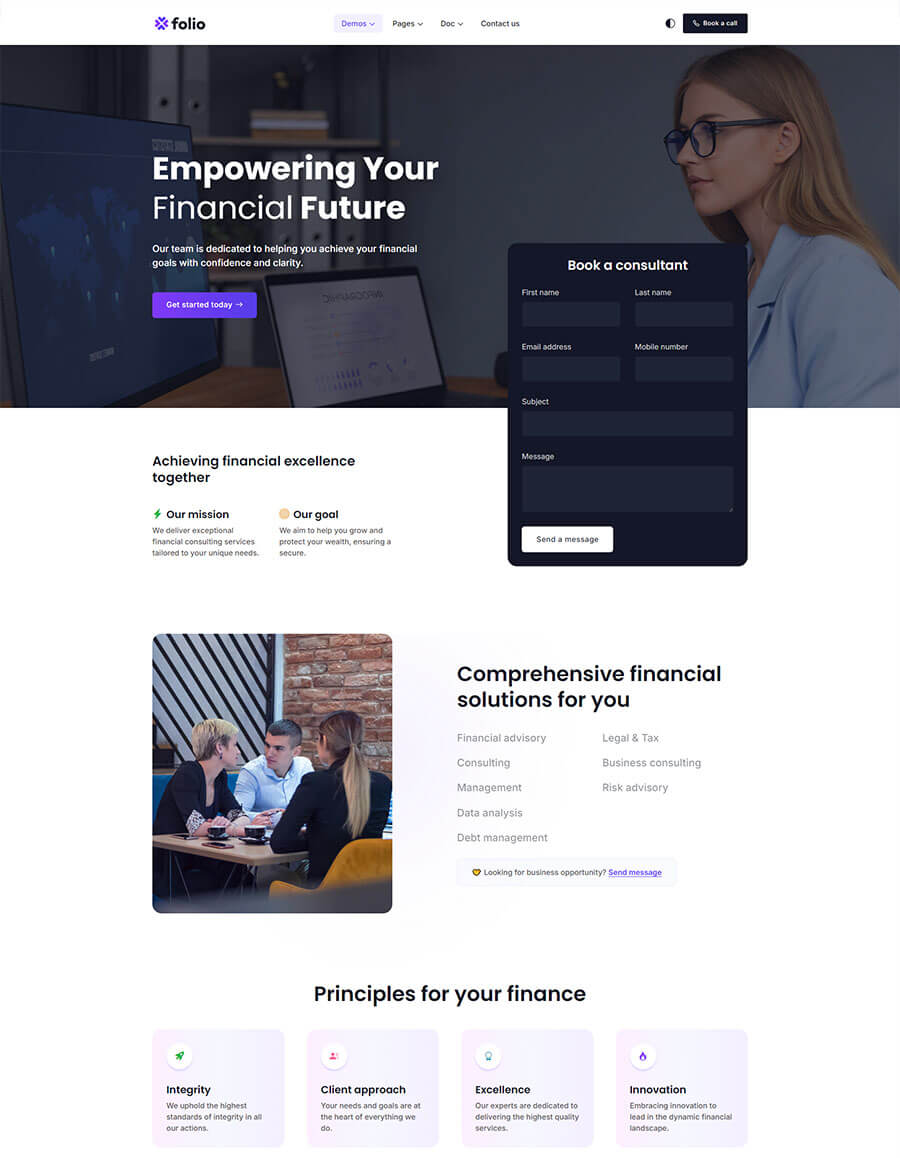 folio
Demos
Pages
Doc
Contact us
Book a call
Empowering Your
Financial Future
Our team is dedicated to helping you achieve your financial
goals with confidence and clarity.
Get started today →
INFOGRAPHIC
Book a consultant
First name
Last name
Email address
Mobile number
Subject
Message
Send a message
Achieving financial excellence
together
Our mission
We deliver exceptional
financial consulting services
tailored to your unique needs.
Our goal
We aim to help you grow and
protect your wealth, ensuring a
secure.
Comprehensive financial
solutions for you
Financial advisory
Consulting
Management
Data analysis
Debt management
Legal & Tax
Business consulting
Risk advisory
Looking for business opportunity? Send message
Principles for your finance
Integrity
We uphold the highest
standards of integrity in all
our actions.
Client approach
Your needs and goals are at
the heart of everything we
do.
Excellence
Our experts are dedicated to
delivering the highest quality
services.
Innovation
Embracing innovation to
lead in the dynamic financial
landscape.